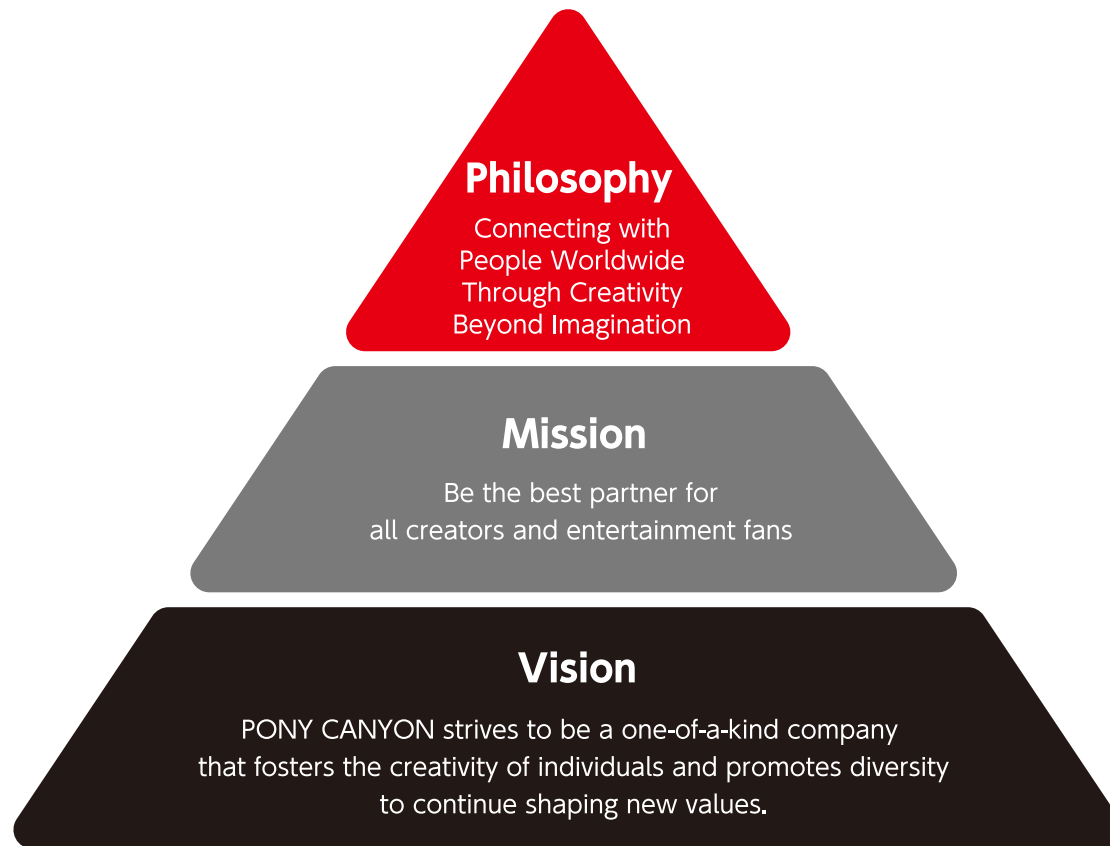 Philosophy
Connecting with
People Worldwide
Through Creativity
Beyond Imagination
Mission
Be the best partner for
all creators and entertainment fans
Vision
PONY CANYON strives to be a one-of-a-kind company
that fosters the creativity of individuals and promotes diversity
to continue shaping new values.